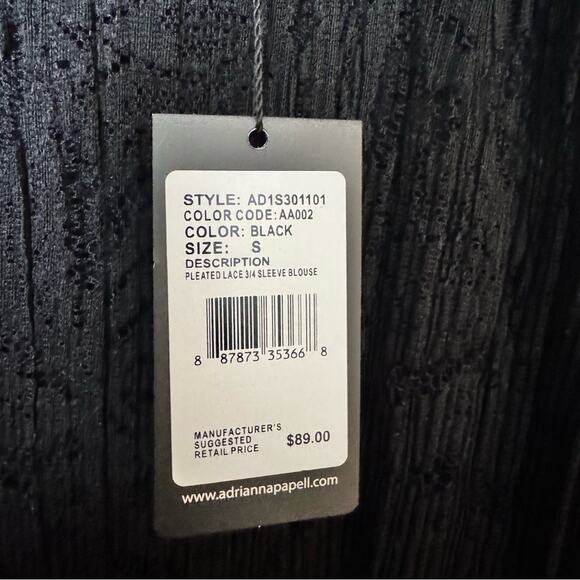 STYLE: AD1S301101
COLOR CODE: AA002
COLOR: BLACK
SIZE: S
DESCRIPTION
PLEATED LACE 3/4 SLEEVE BLOUSE
8 87873 35366 8
MANUFACTURER'S
SUGGESTED
RETAIL PRICE $89.00
www.adriannapapell.com